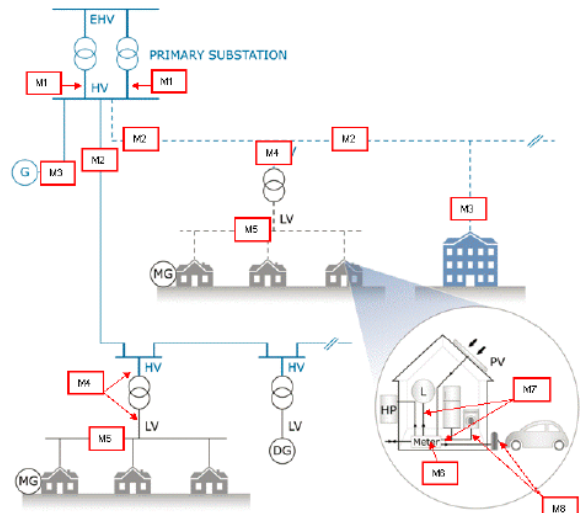 EHV
PRIMARY SUBSTATION
M1
HV
M1
M2
M2
M4
M2
G
M3
M3
LV
M5
MG
HV
HV
PV
M4
L
M7
HP
LV
M5
Meter
DG
M6
MG
M8